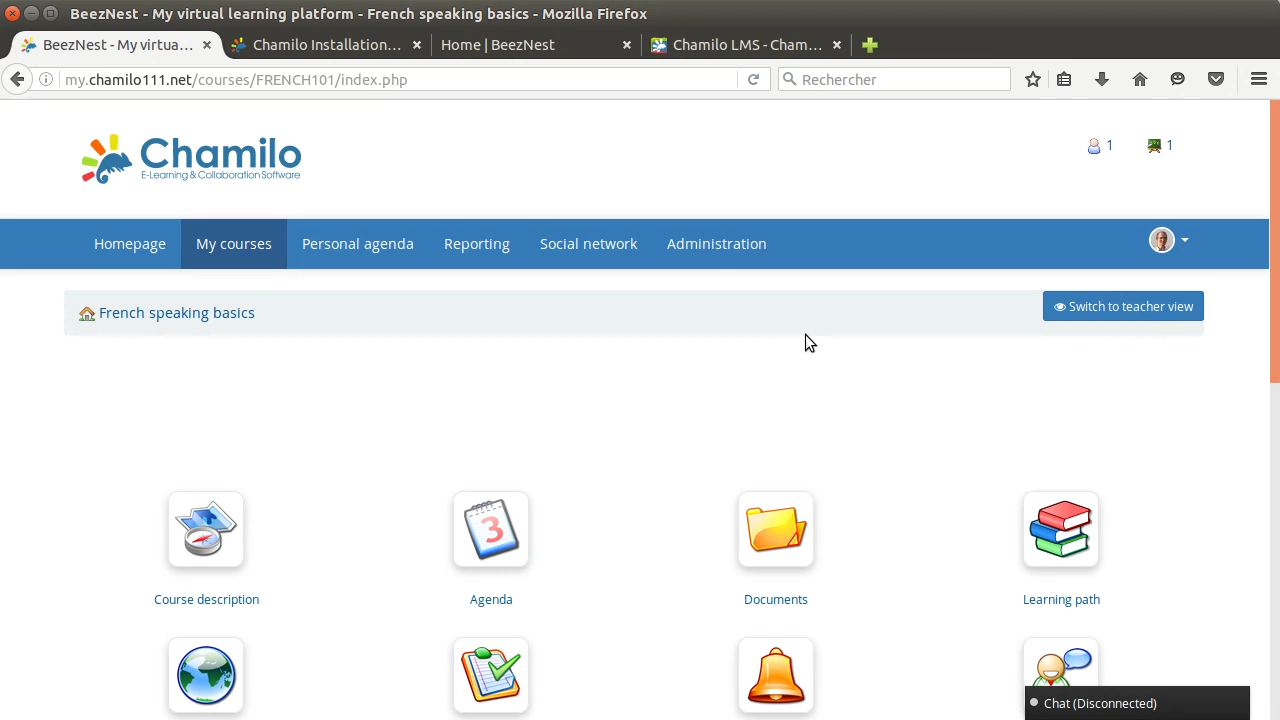 BeezNest - My virtual learning platform - French speaking basics - Mozilla Firefox
BeezNest - My virtua...
Chamilo Installation...
Home | BeezNest
Chamilo LMS - Cham...
my.chamilo111.net/courses/FRENCH101/index.php
Rechercher
Chamilo
E-Learning & Collaboration Software
1
1
Homepage
My courses
Personal agenda
Reporting
Social network
Administration
French speaking basics
Switch to teacher view
3
Course description
Agenda
Documents
Learning path
Chat (Disconnected)